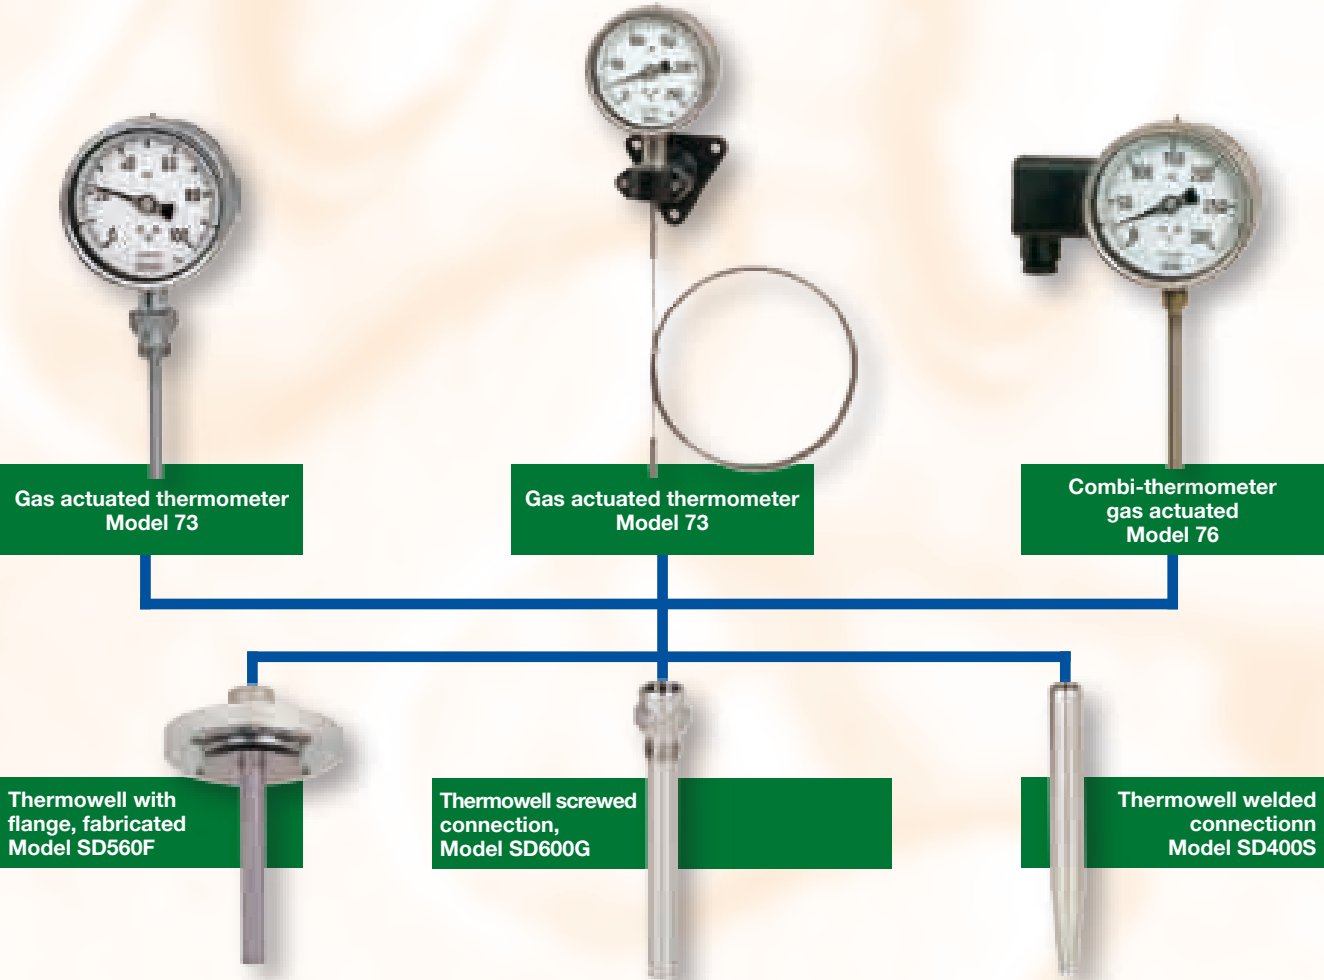 Gas actuated thermometer
Model 73
Gas actuated thermometer
Model 73
Combi-thermometer
gas actuated
Model 76
Thermowell with
flange, fabricated
Model SD560F
Thermowell screwed
connection,
Model SD600G
Thermowell welded
connectionn
Model SD400S